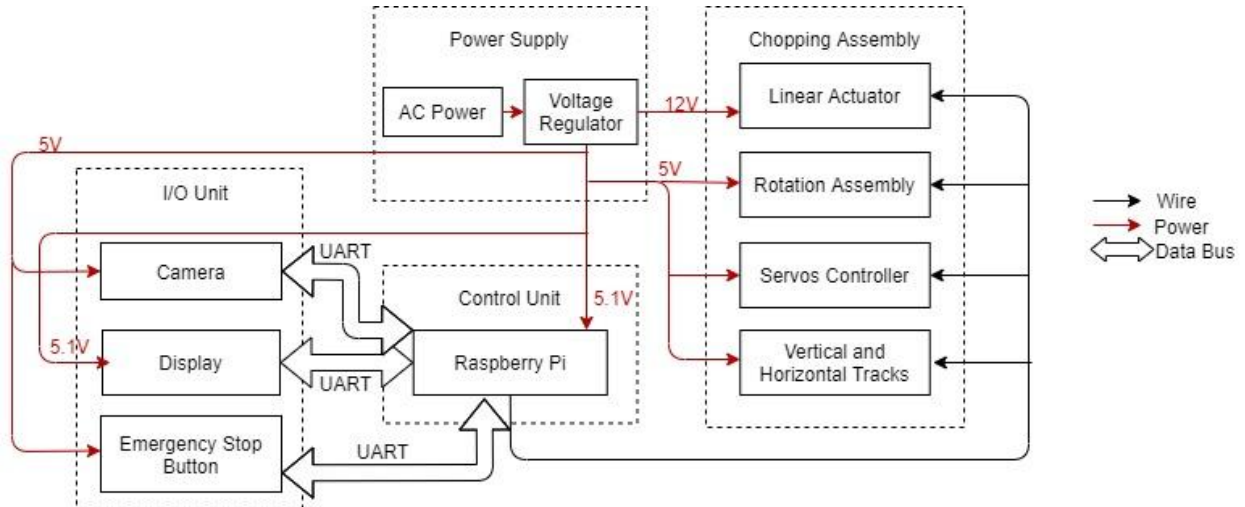 Power Supply
Chopping Assembly
AC Power
Voltage
Regulator
12V
Linear Actuator
5V
I/O Unit
5V
Rotation Assembly
Wire
Power
Data Bus
UART
Camera
Control Unit
5.1V
Servos Controller
5.1V
Display
UART
Raspberry Pi
Vertical and
Horizontal Tracks
Emergency Stop
Button
UART